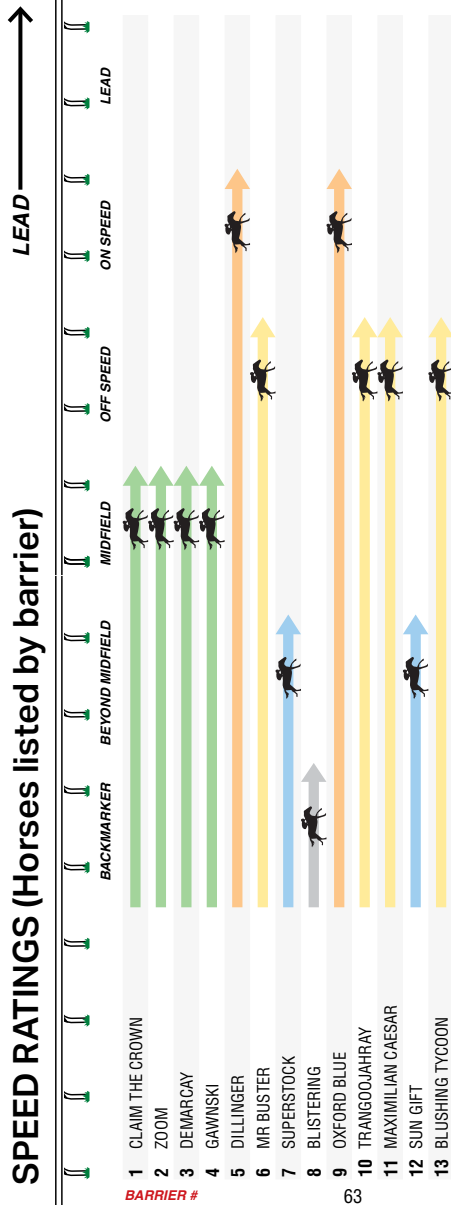 SPEED RATINGS (Horses listed by barrier)
LEAD
BACKMARKER BEYOND MIDFIELD MIDFIELD OFF SPEED ON SPEED LEAD
BARRIER #
1 CLAIM THE CROWN
2 ZOOM
3 DEMARCAY
4 GAWNSKI
5 DILLINGER
6 MR BUSTER
7 SUPERSTOCK
8 BLISTERING
9 OXFORD BLUE
10 TRANGOOJAHRAY
11 MAXIMILIAN CAESAR
12 SUN GIFT
13 BLUSHING TYCOON
63